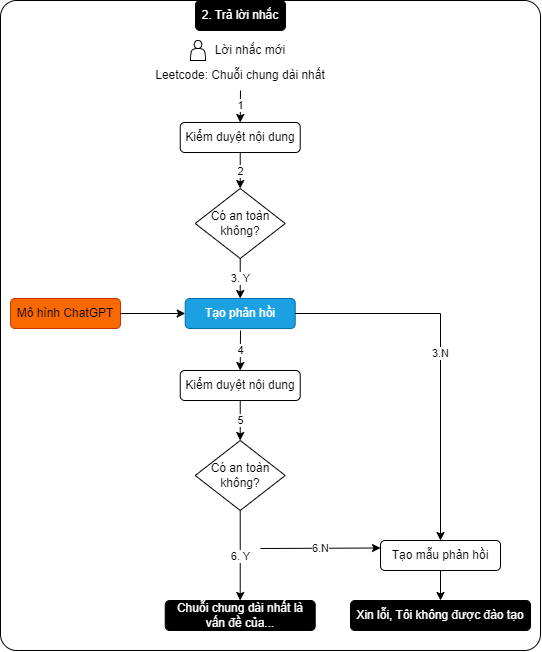 2. Trả lời nhắc
Lời nhắc mới
Leetcode: Chuỗi chung dài nhất
1
Kiểm duyệt nội dung
2
Có an toàn
không?
3. Y
Mô hình ChatGPT
Tạo phản hồi
4
3.N
Kiểm duyệt nội dung
5
Có an toàn
không?
6. Y
6.N
Tạo mẫu phản hồi
Chuỗi chung dài nhất là
vấn đề của...
Xin lỗi, Tôi không được đào tạo